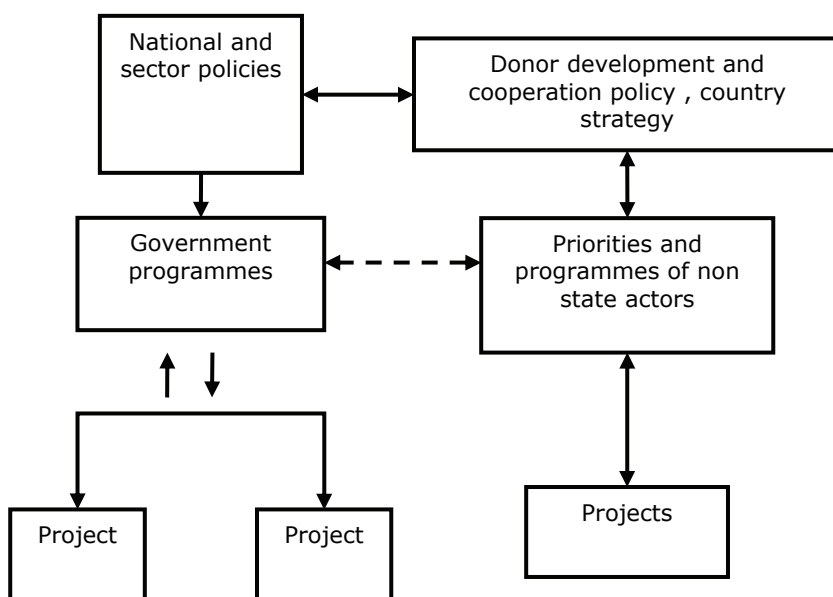 National and
sector policies
Donor development and
cooperation policy , country
strategy
Government
programmes
Priorities and
programmes of non
state actors
Project
Project
Projects